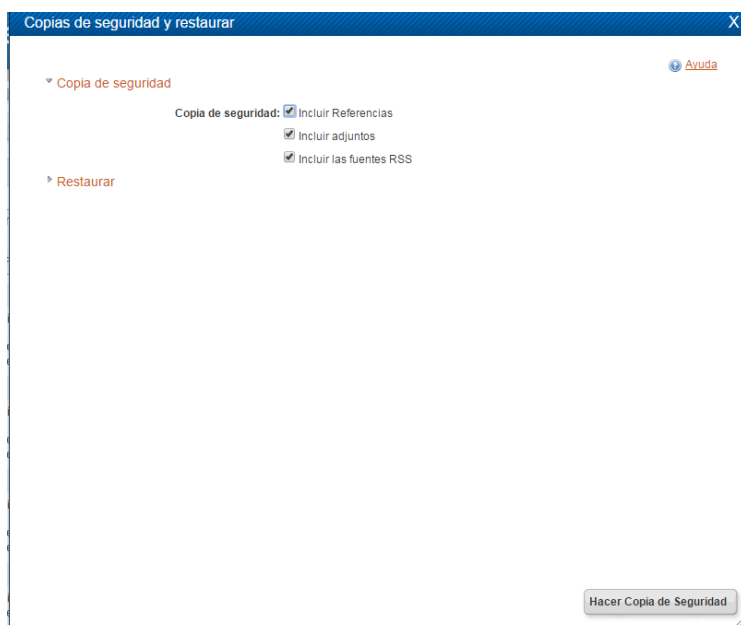 Copias de seguridad y restaurar X
Ayuda
Copia de seguridad
Copia de seguridad: Incluir Referencias
Incluir adjuntos
Incluir las fuentes RSS
Restaurar
Hacer Copia de Seguridad